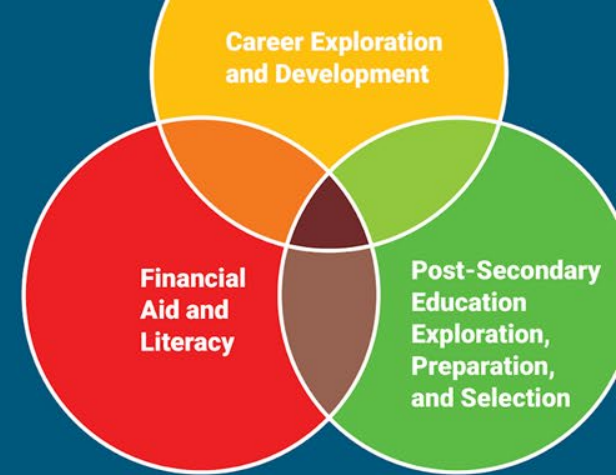 Career Exploration
and Development
Financial
Aid and
Literacy
Post-Secondary
Education
Exploration,
Preparation,
and Selection